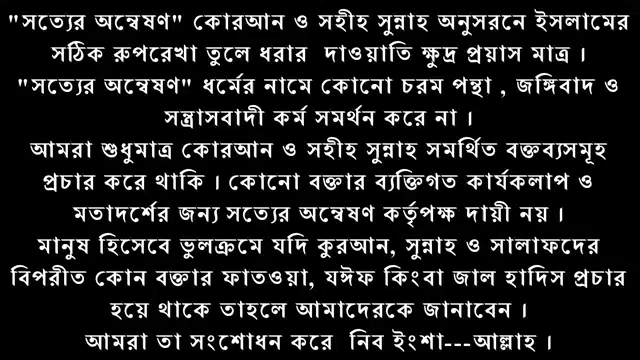 "সত্যের অন্বেষণ" কোরআন ও সহীহ সুন্নাহ অনুসরনে ইসলামের
সঠিক রুপরেখা তুলে ধরার দাওয়াতি ক্ষুদ্র প্রয়াস মাত্র ।
"সত্যের অন্বেষণ" ধর্মের নামে কোনো চরম পন্থা , জঙ্গিবাদ ও
সন্ত্রাসবাদী কর্ম সমর্থন করে না ।
আমরা শুধুমাত্র কোরআন ও সহীহ সুন্নাহ সমর্থিত বক্তব্যসমূহ
প্রচার করে থাকি । কোনো বক্তার ব্যক্তিগত কার্যকলাপ ও
মতাদর্শের জন্য সত্যের অন্বেষণ কর্তৃপক্ষ দায়ী নয় ।
মানুষ হিসেবে ভুলক্রমে যদি কুরআন, সুন্নাহ ও সালাফদের
বিপরীত কোন বক্তার ফাতওয়া, যঈফ কিংবা জাল হাদিস প্রচার
হয়ে থাকে তাহলে আমাদেরকে জানাবেন ।
আমরা তা সংশোধন করে নিব ইংশা---আল্লাহ ।